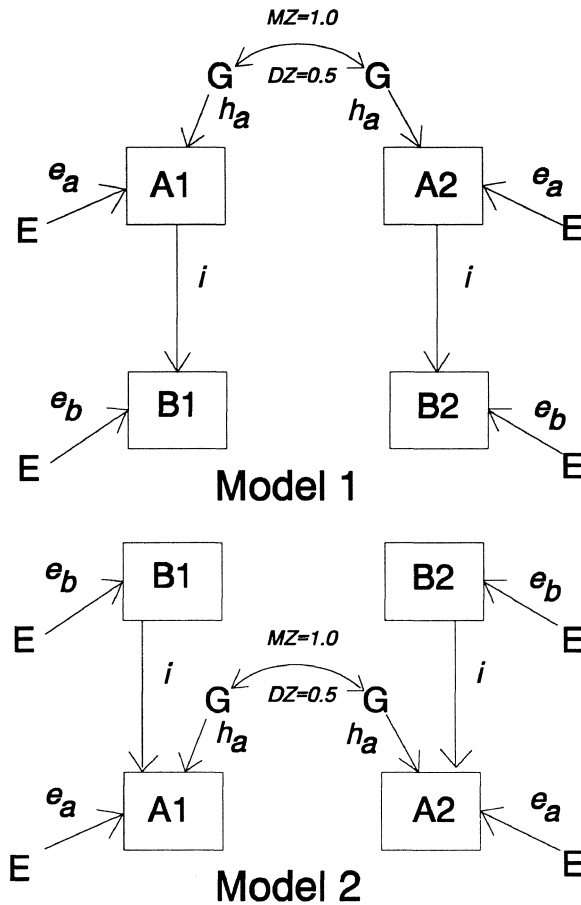 MZ=1.0
G DZ=0.5 G
h_a h_a
e_a A1 A2 e_a
E E
i i
e_b B1 B2 e_b
E E
Model 1
e_b B1 B2 e_b
E E
MZ=1.0
i i
G DZ=0.5 G
h_a h_a
e_a A1 A2 e_a
E E
Model 2